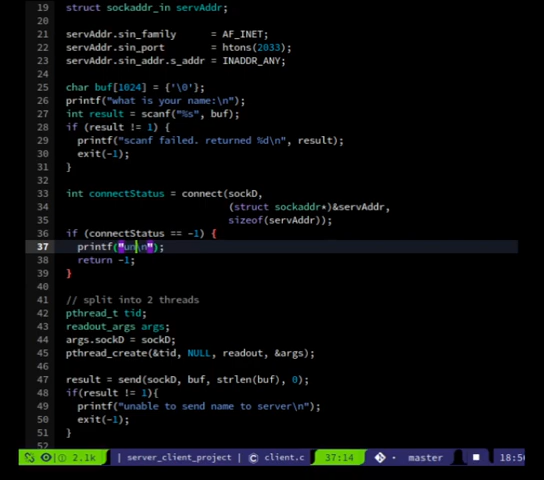 19 struct sockaddr_in servAddr;
20
21 servAddr.sin_family = AF_INET;
22 servAddr.sin_port = htons(2033);
23 servAddr.sin_addr.s_addr = INADDR_ANY;
24
25 char buf[1024] = {'\0'};
26 printf("what is your name:\n");
27 int result = scanf("%s", buf);
28 if (result != 1) {
29 printf("scanf failed. returned %d\n", result);
30 exit(-1);
31 }
32
33 int connectStatus = connect(sockD,
34 (struct sockaddr*)&servAddr,
35 sizeof(servAddr));
36 if (connectStatus == -1) {
37 printf("un\n");
38 return -1;
39 }
40
41 // split into 2 threads
42 pthread_t tid;
43 readout_args args;
44 args.sockD = sockD;
45 pthread_create(&tid, NULL, readout, &args);
46
47 result = send(sockD, buf, strlen(buf), 0);
48 if(result != 1){
49 printf("unable to send name to server\n");
50 exit(-1);
51 }
52
2.1k | server_client_project | client.c 37:14 master 18:50